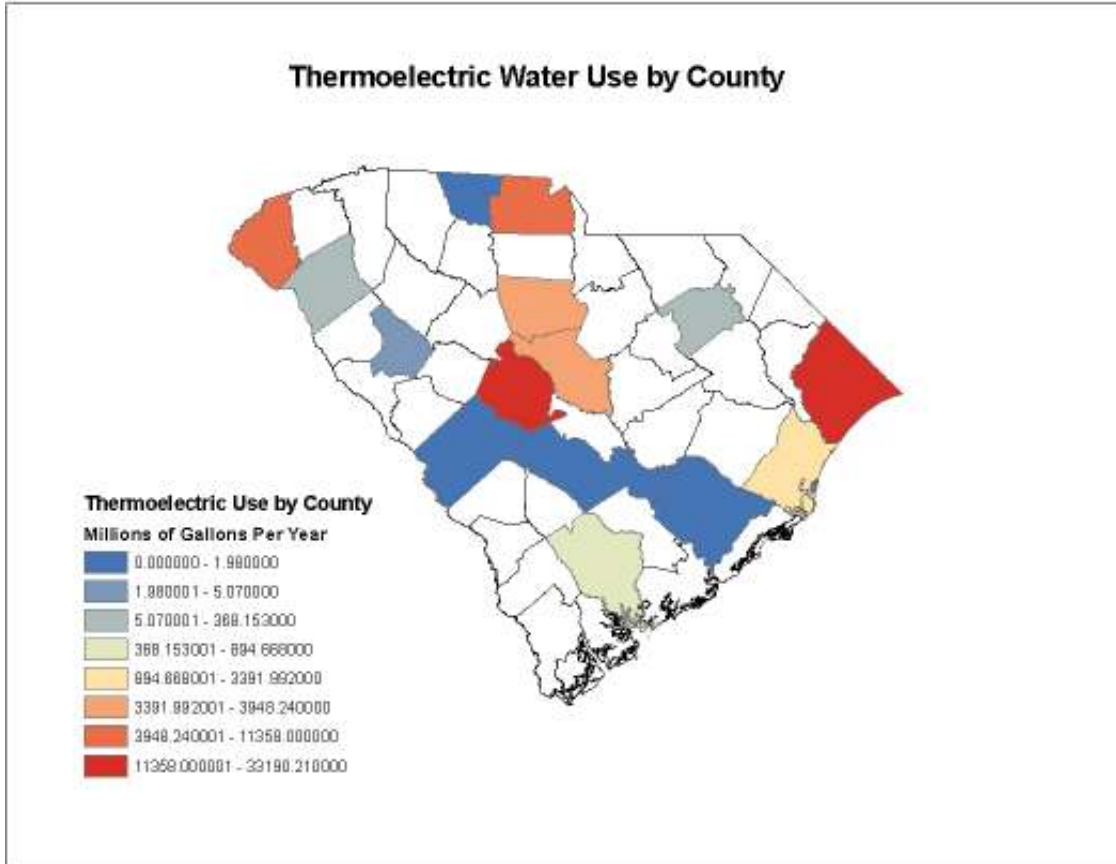 Thermoelectric Water Use by County
Thermoelectric Use by County
Millions of Gallons Per Year
0.000000 - 1.980000
1.980001 - 5.070000
5.070001 - 368.153000
368.153001 - 894.668000
894.668001 - 3391.992000
3391.992001 - 3948.240000
3948.240001 - 11358.000000
11358.000001 - 33190.210000